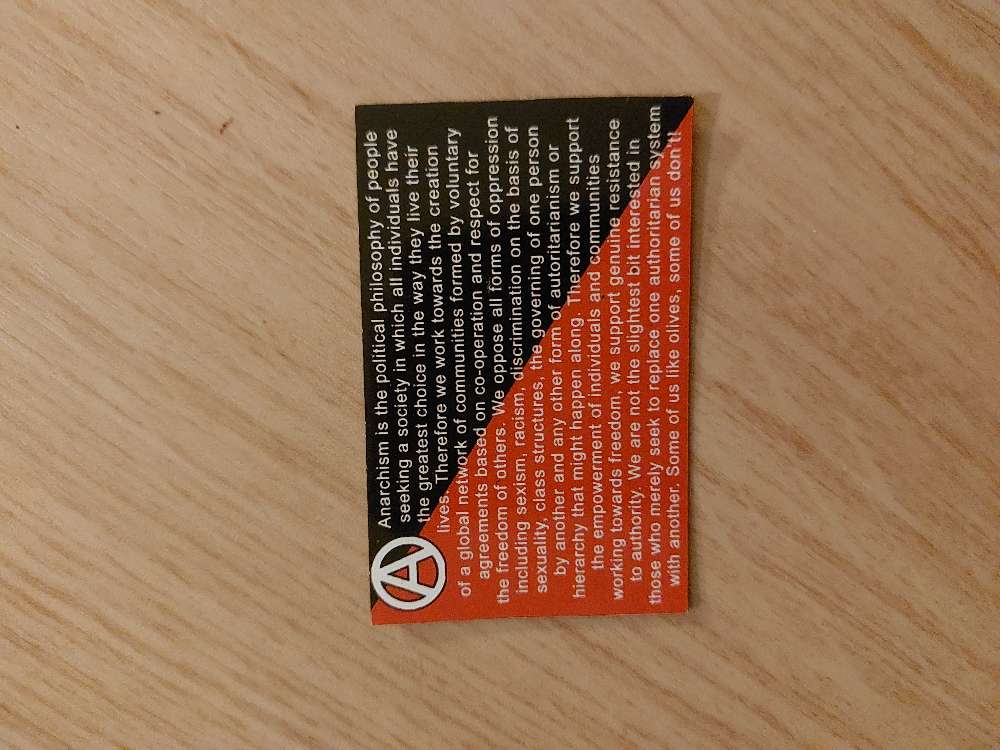 Anarchism is the political philosophy of people
seeking a society in which all individuals have
the greatest choice in the way they live their
lives. Therefore we work towards the creation
of a global network of communities formed by voluntary
agreements based on co-operation and respect for
the freedom of others. We oppose all forms of oppression
including sexism, racism, discrimination on the basis of
sexuality, class structures, the governing of one person
by another and any other form of autoritarianism or
hierarchy that might happen along. Therefore we support
the empowerment of individuals and communities
working towards freedom, we support genuine resistance
to authority. We are not the slightest bit interested in
those who merely seek to replace one authoritarian system
with another. Some of us like olives, some of us don't!